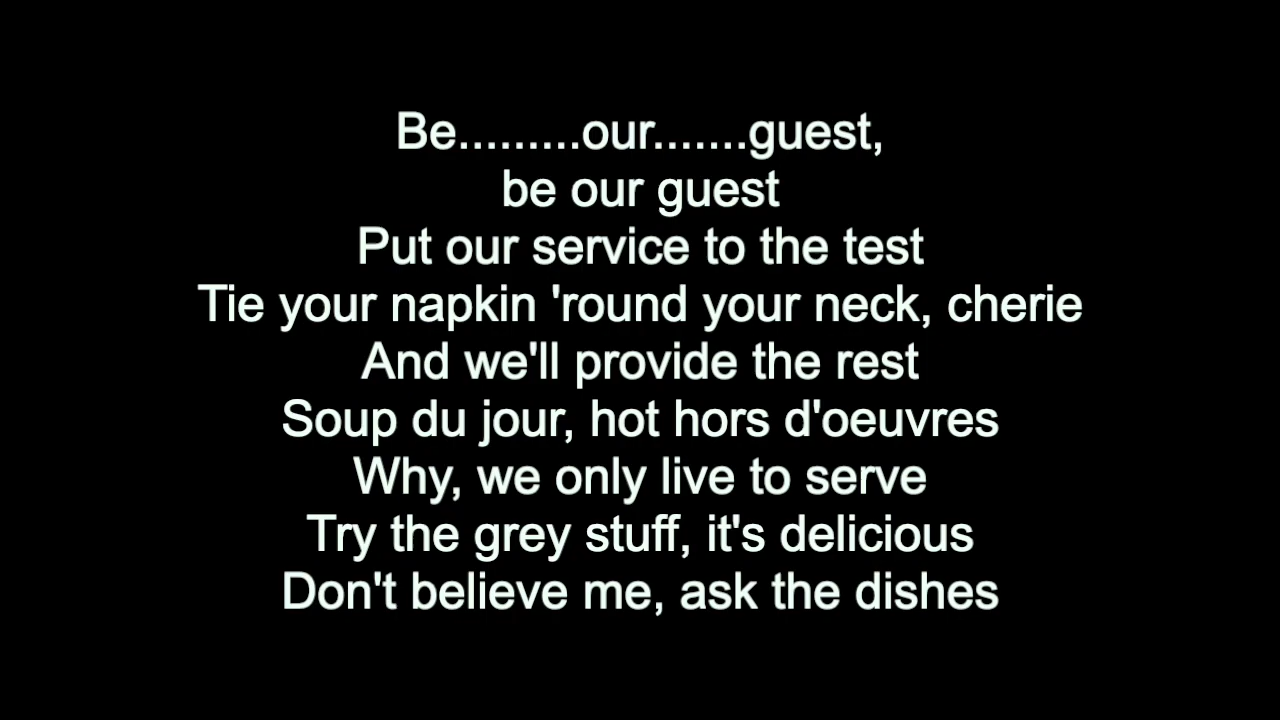 Be.........our.......guest,
be our guest
Put our service to the test
Tie your napkin 'round your neck, cherie
And we'll provide the rest
Soup du jour, hot hors d'oeuvres
Why, we only live to serve
Try the grey stuff, it's delicious
Don't believe me, ask the dishes